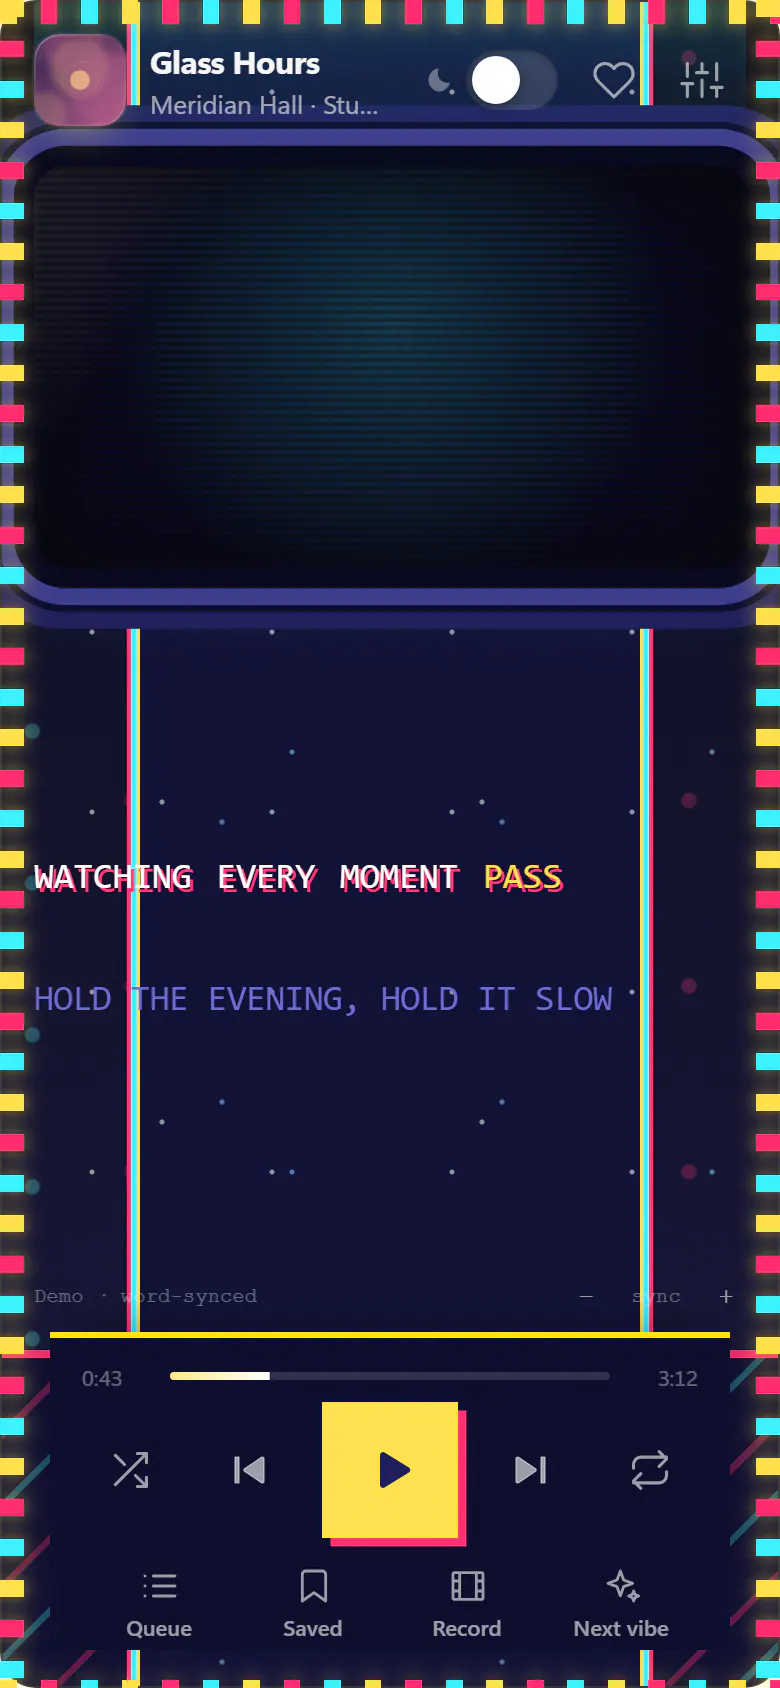 Glass Hours
Meridian Hall · Stu...
WATCHING EVERY MOMENT PASS
HOLD THE EVENING, HOLD IT SLOW
Demo · word-synced
− sync +
0:43
3:12
Queue
Saved
Record
Next vibe